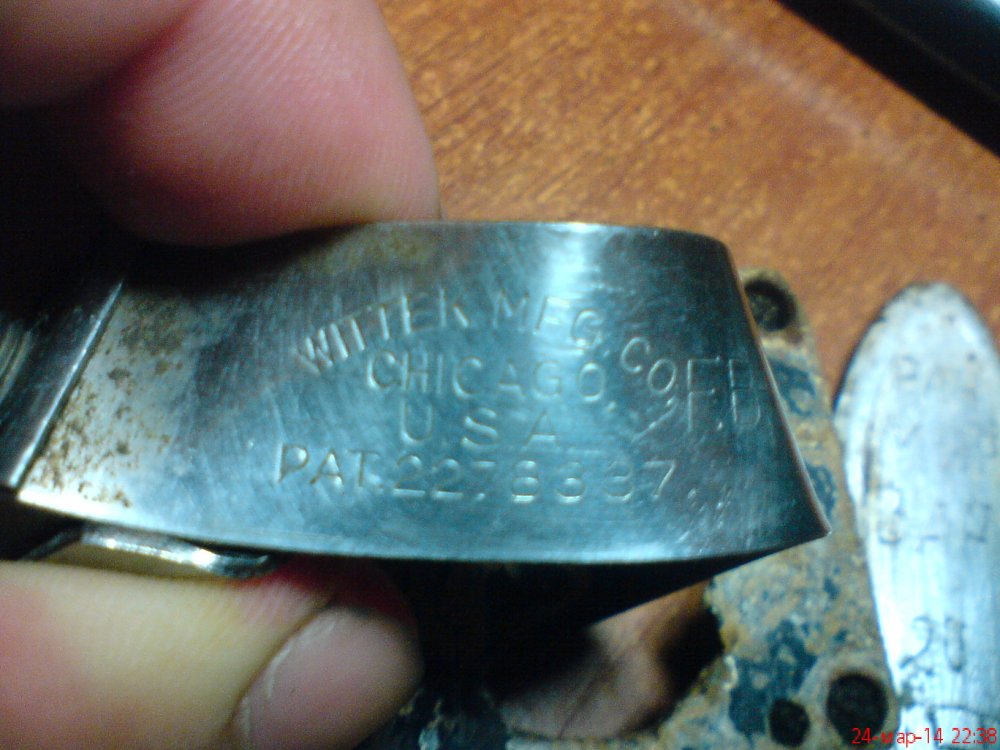 WITTEK MFG. CO.
CHICAGO,
U S A
F.B
PAT. 2278337.
24-мар-14 22:38